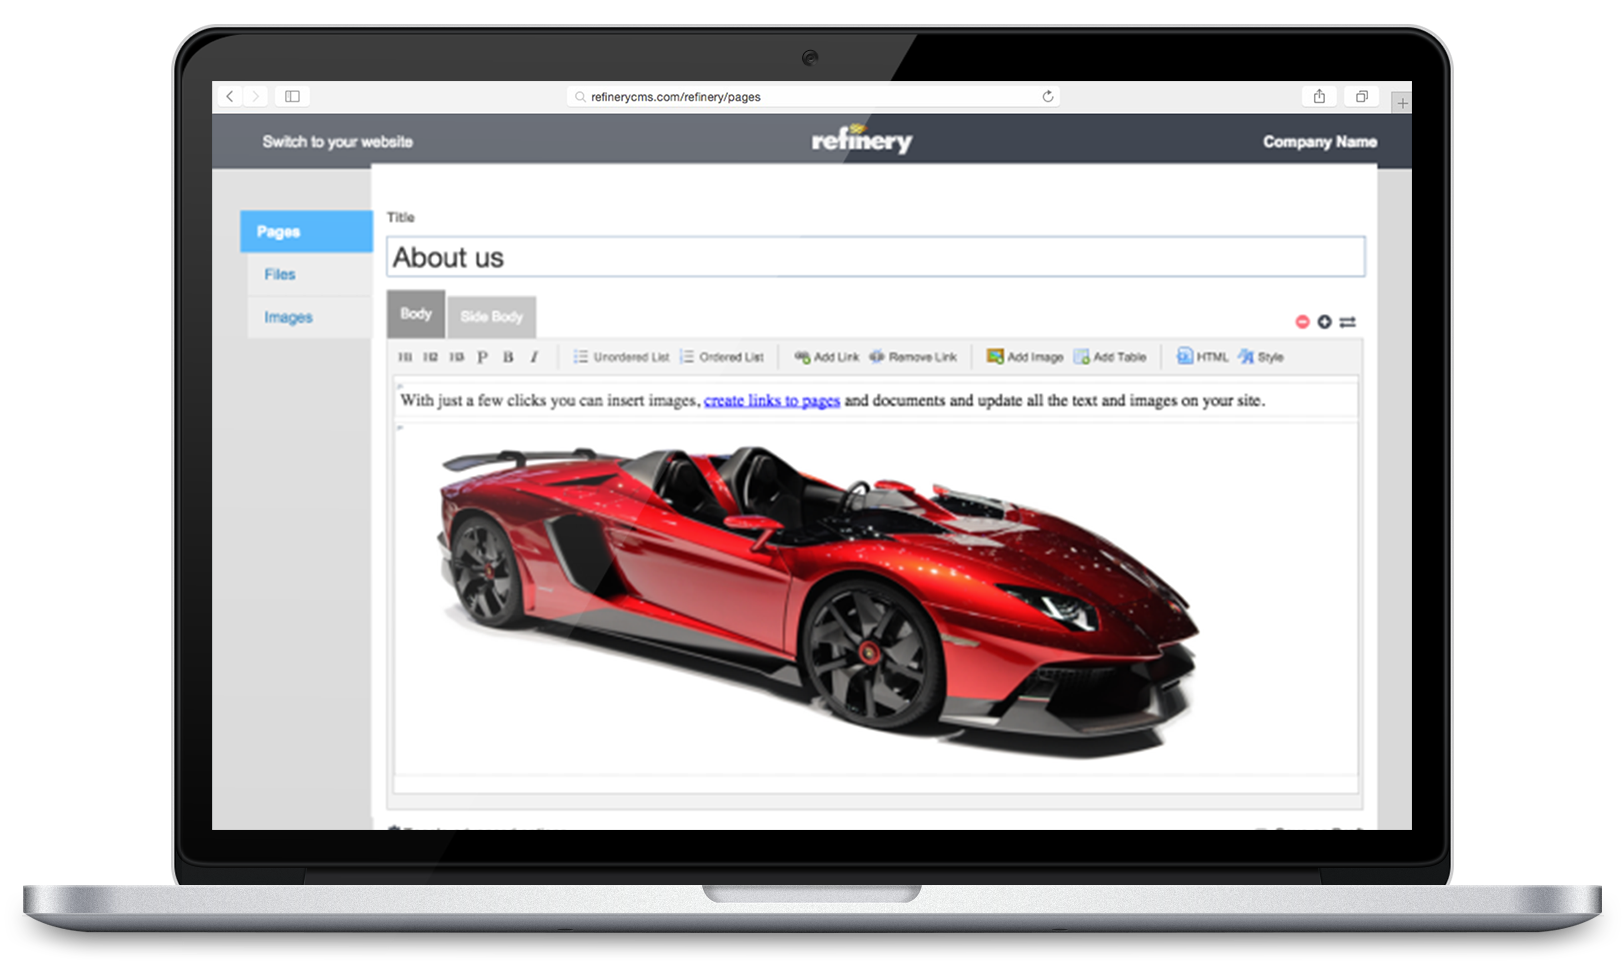 refinerycms.com/refinery/pages
Switch to your website
refinery
Company Name
Pages
Files
Images
Title
About us
Body
Side Body
H1 H2 H3 P B I Unordered List Ordered List Add Link Remove Link Add Image Add Table HTML Style
With just a few clicks you can insert images, create links to pages and documents and update all the text and images on your site.